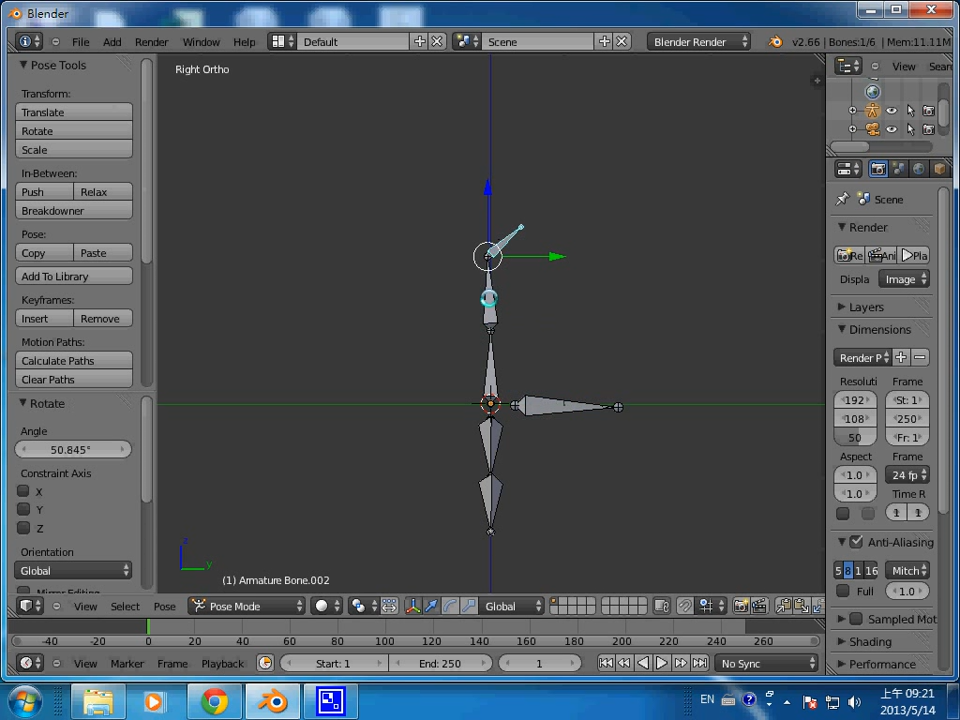 Blender
File Add Render Window Help Default Scene Blender Render v2.66 | Bones:1/6 | Mem:11.11M
Pose Tools
Right Ortho
View Sear
Transform:
Translate
Rotate
Scale
In-Between:
Push Relax
Breakdowner
Pose:
Copy Paste
Add To Library
Keyframes:
Insert Remove
Motion Paths:
Calculate Paths
Clear Paths
Rotate
Angle
50.845°
Constraint Axis
X
Y
Z
Orientation
Global
z
y
(1) Armature Bone.002
Scene
Render
Re Ani Pla
Displa Image
Layers
Dimensions
Render P
Resoluti Frame
192 St: 1
108 250
50 Fr: 1
Aspect Frame
1.0 24 fp
1.0 Time R
1 1
Anti-Aliasing
5 8 1 16 Mitch
Full 1.0
Sampled Mot
Shading
Performance
View Select Pose Pose Mode Global
-40 -20 0 20 40 60 80 100 120 140 160 180 200 220 240 260
View Marker Frame Playback Start: 1 End: 250 1 No Sync
EN
上午 09:21
2013/5/14